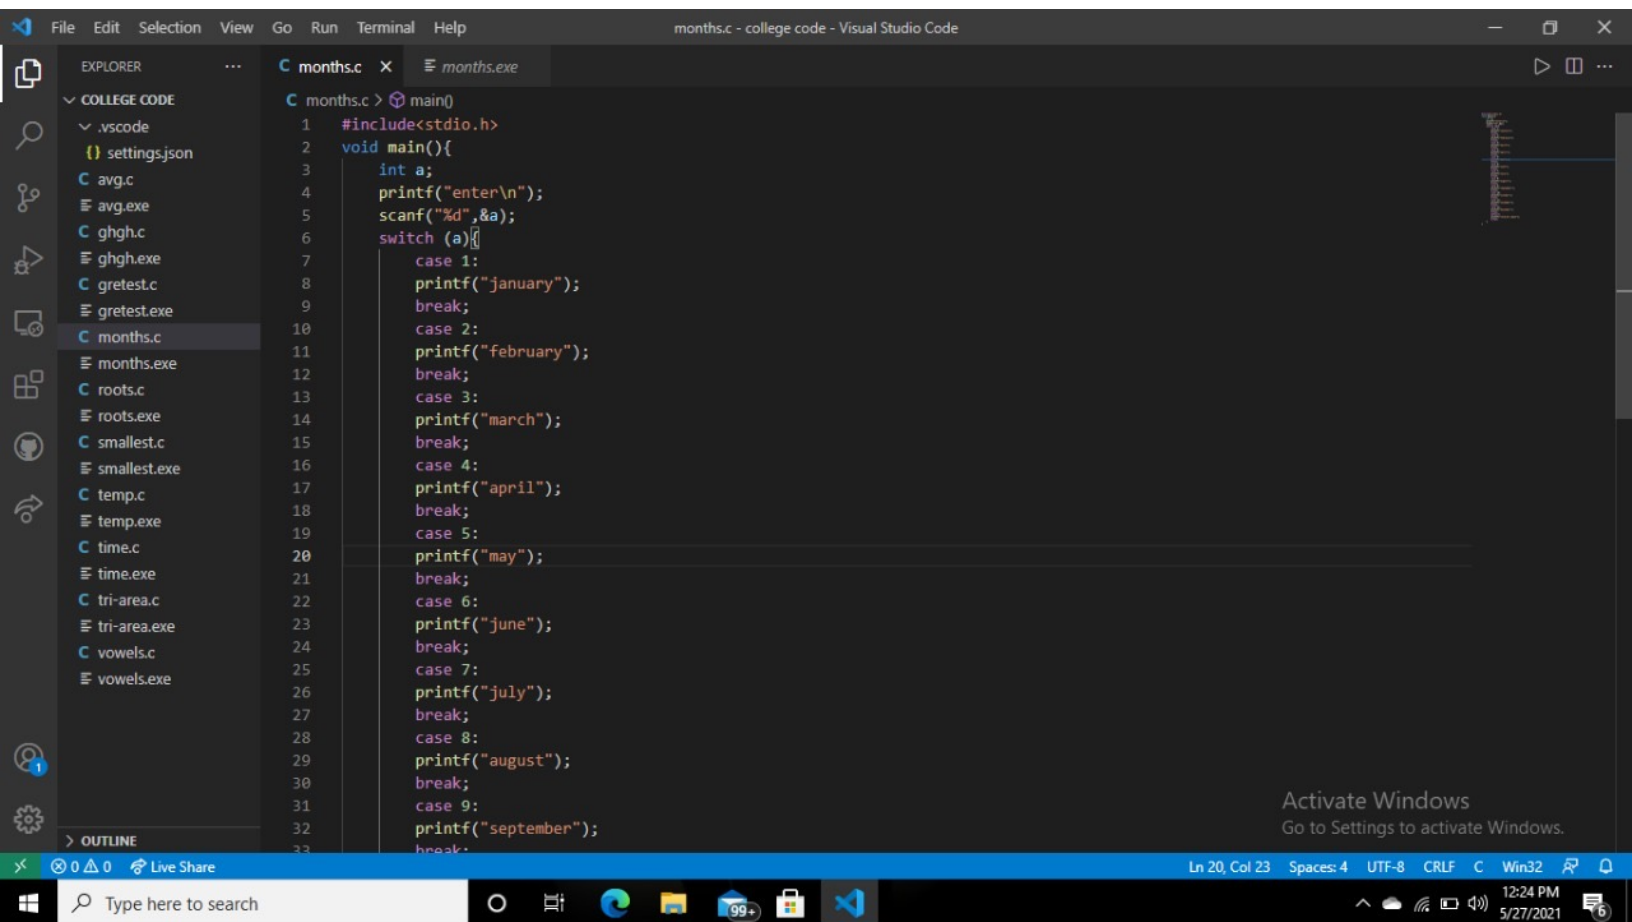 File Edit Selection View Go Run Terminal Help months.c - college code - Visual Studio Code
EXPLORER
months.c months.exe
COLLEGE CODE
.vscode
{} settings.json
C avg.c
avg.exe
C ghgh.c
ghgh.exe
C gretest.c
gretest.exe
C months.c
months.exe
C roots.c
roots.exe
C smallest.c
smallest.exe
C temp.c
temp.exe
C time.c
time.exe
C tri-area.c
tri-area.exe
C vowels.c
vowels.exe
OUTLINE
C months.c > main()
1 #include<stdio.h>
2 void main(){
3 int a;
4 printf("enter\n");
5 scanf("%d",&a);
6 switch (a){
7 case 1:
8 printf("january");
9 break;
10 case 2:
11 printf("february");
12 break;
13 case 3:
14 printf("march");
15 break;
16 case 4:
17 printf("april");
18 break;
19 case 5:
20 printf("may");
21 break;
22 case 6:
23 printf("june");
24 break;
25 case 7:
26 printf("july");
27 break;
28 case 8:
29 printf("august");
30 break;
31 case 9:
32 printf("september");
33 break;
Activate Windows
Go to Settings to activate Windows.
1
0 0 Live Share Ln 20, Col 23 Spaces: 4 UTF-8 CRLF C Win32
Type here to search 99+ 12:24 PM
5/27/2021 6